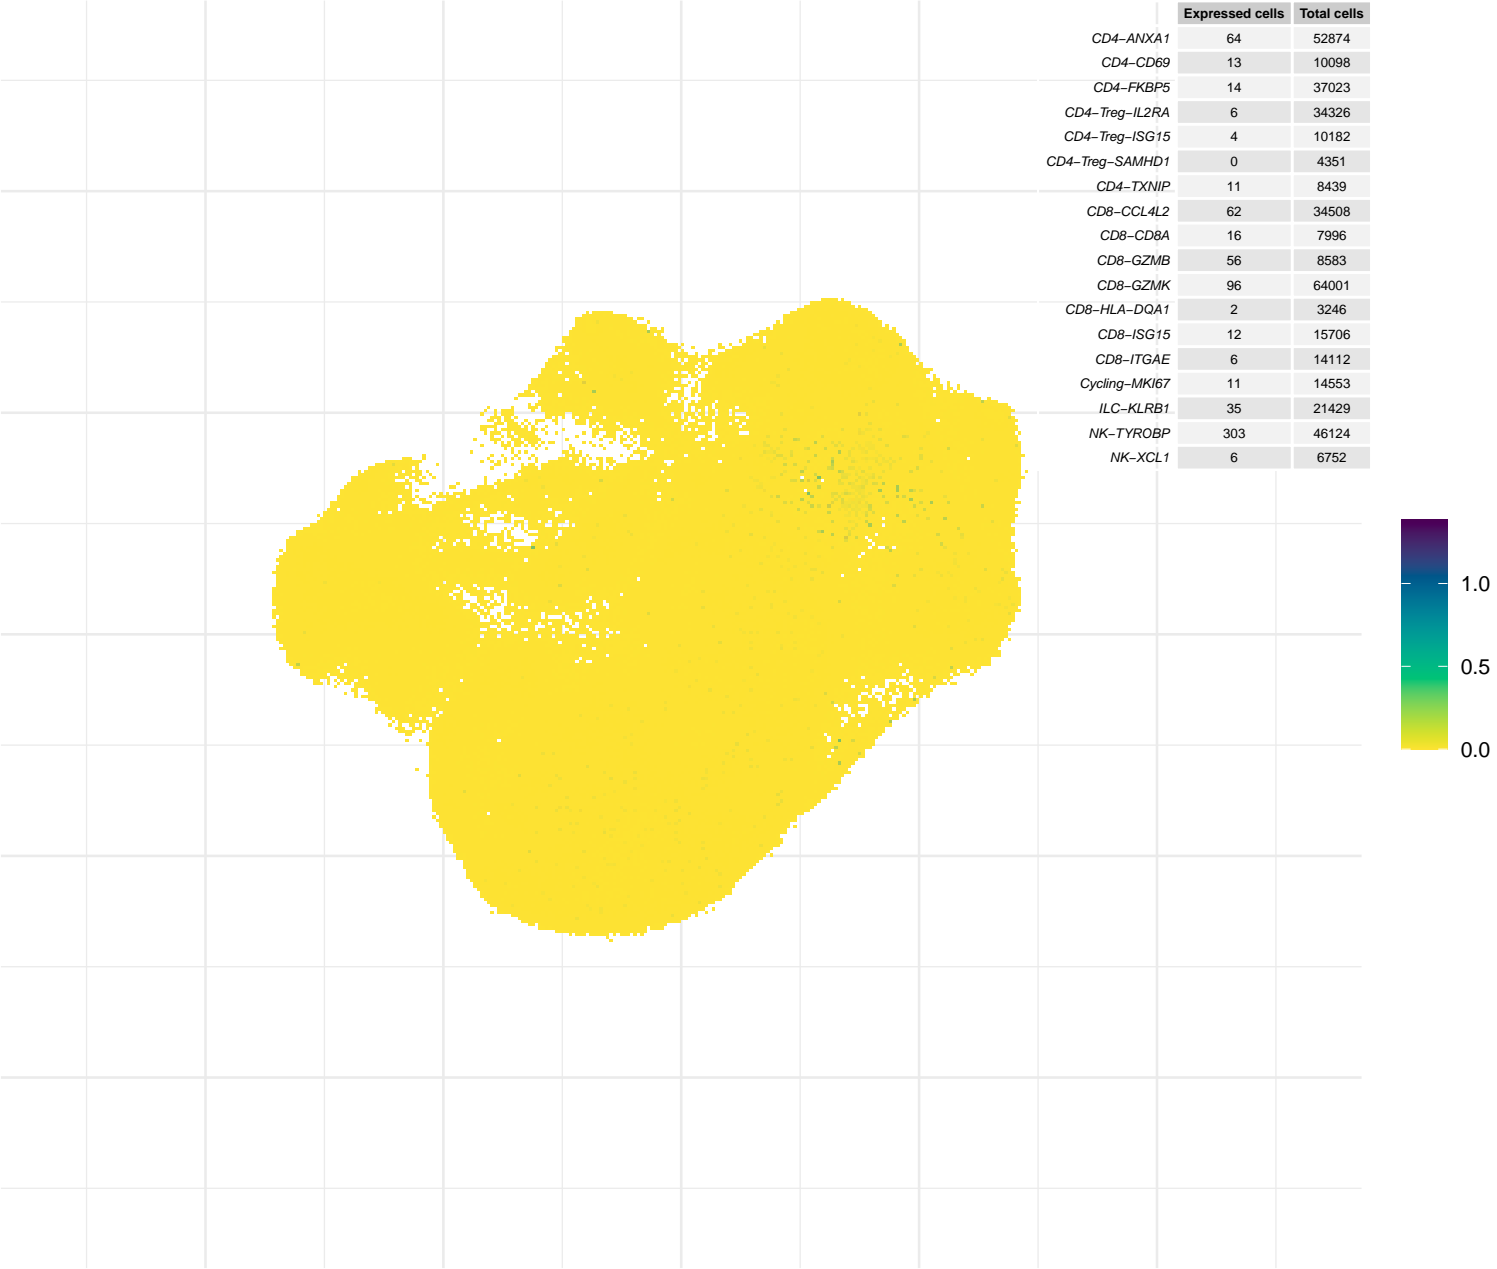 Expressed cells Total cells
CD4−ANXA1 64 52874
CD4−CD69 13 10098
CD4−FKBP5 14 37023
CD4−Treg−IL2RA 6 34326
CD4−Treg−ISG15 4 10182
CD4−Treg−SAMHD1 0 4351
CD4−TXNIP 11 8439
CD8−CCL4L2 62 34508
CD8−CD8A 16 7996
CD8−GZMB 56 8583
CD8−GZMK 96 64001
CD8−HLA−DQA1 2 3246
CD8−ISG15 12 15706
CD8−ITGAE 6 14112
Cycling−MKI67 11 14553
ILC−KLRB1 35 21429
NK−TYROBP 303 46124
NK−XCL1 6 6752
1.0
0.5
0.0